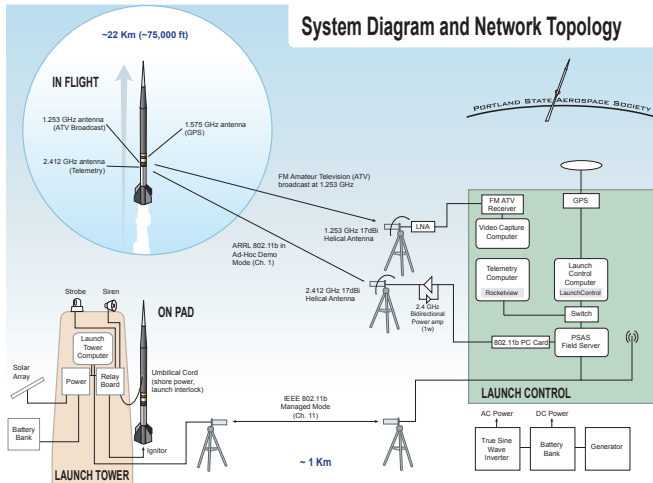 System Diagram and Network Topology
~22 Km (~75,000 ft)
IN FLIGHT
1.253 GHz antenna
(ATV Broadcast)
1.575 GHz antenna
(GPS)
2.412 GHz antenna
(Telemetry)
PORTLAND STATE AEROSPACE SOCIETY
FM Amateur Television (ATV)
broadcast at 1.253 GHz
ARRL 802.11b in
Ad-Hoc Demo
Mode (Ch. 1)
LNA
1.253 GHz 17dBi
Helical Antenna
2.412 GHz 17dBi
Helical Antenna
2.4 GHz
Bidirectional
Power amp
(1w)
FM ATV
Receiver
GPS
Video Capture
Computer
Telemetry
Computer
Rocketview
Launch
Control
Computer
LaunchControl
Switch
802.11b PC Card
PSAS
Field Server
LAUNCH CONTROL
Strobe
Siren
ON PAD
Launch
Tower
Computer
Solar
Array
Power
Relay
Board
Umbilical Cord
(shore power,
launch interlock)
Battery
Bank
Ignitor
LAUNCH TOWER
IEEE 802.11b
Managed Mode
(Ch. 11)
~ 1 Km
AC Power
DC Power
True Sine
Wave
Inverter
Battery
Bank
Generator